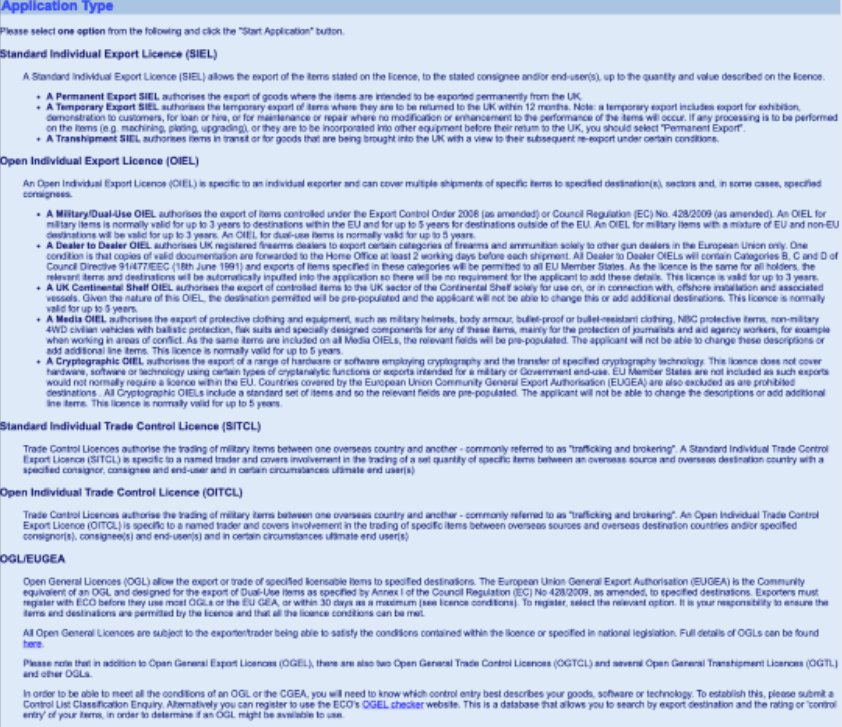 Application Type
Please select one option from the following and click the "Start Application" button.
Standard Individual Export Licence (SIEL)
A Standard Individual Export Licence (SIEL) allows the export of the items stated on the licence, to the stated consignee and/or end-user(s), up to the quantity and value described on the licence.
• A Permanent Export SIEL authorises the export of goods where the items are intended to be exported permanently from the UK.
• A Temporary Export SIEL authorises the temporary export of items where they are to be returned to the UK within 12 months. Note: a temporary export includes export for exhibition,
demonstration to customers, for loan or hire, or for maintenance or repair where no modification or enhancement to the performance of the items will occur. If any processing is to be performed
on the items (e.g. machining, plating, upgrading), or they are to be incorporated into other equipment before their return to the UK, you should select "Permanent Export".
• A Transhipment SIEL authorises items in transit or for goods that are being brought into the UK with a view to their subsequent re-export under certain conditions.
Open Individual Export Licence (OIEL)
An Open Individual Export Licence (OIEL) is specific to an individual exporter and can cover multiple shipments of specific items to specified destination(s), sectors and, in some cases, specified
consignees.
• A Military/Dual-Use OIEL authorises the export of items controlled under the Export Control Order 2008 (as amended) or Council Regulation (EC) No. 428/2009 (as amended). An OIEL for
military items is normally valid for up to 3 years to destinations within the EU and for up to 5 years for destinations outside of the EU. An OIEL for military items with a mixture of EU and non-EU
destinations will be valid for up to 3 years. An OIEL for dual-use items is normally valid for up to 5 years.
• A Dealer to Dealer OIEL authorises UK registered firearms dealers to export certain categories of firearms and ammunition solely to other gun dealers in the European Union only. One
condition is that copies of valid documentation are forwarded to the Home Office at least 2 working days before each shipment. All Dealer to Dealer OIELs will contain Categories B, C and D of
Council Directive 91/477/EEC (18th June 1991) and exports of items specified in these categories will be permitted to all EU Member States. As the licence is the same for all holders, the
relevant items and destinations will be automatically inputted into the application so there will be no requirement for the applicant to add these details. This licence is valid for up to 3 years.
• A UK Continental Shelf OIEL authorises the export of controlled items to the UK sector of the Continental Shelf solely for use on, or in connection with, offshore installation and associated
vessels. Given the nature of this OIEL, the destination permitted will be pre-populated and the applicant will not be able to change this or add additional destinations. This licence is normally
valid for up to 5 years.
• A Media OIEL authorises the export of protective clothing and equipment, such as military helmets, body armour, bullet-proof or bullet-resistant clothing, NBC protective items, non-military
4WD civilian vehicles with ballistic protection, flak suits and specially designed components for any of these items, mainly for the protection of journalists and aid agency workers, for example
when working in areas of conflict. As the same items are included on all Media OIELs, the relevant fields will be pre-populated. The applicant will not be able to change these descriptions or
add additional line items. This licence is normally valid for up to 5 years.
• A Cryptographic OIEL authorises the export of a range of hardware or software employing cryptography and the transfer of specified cryptography technology. This licence does not cover
hardware, software or technology using certain types of cryptanalytic functions or exports intended for a military or Government end-use. EU Member States are not included as such exports
would not normally require a licence within the EU. Countries covered by the European Union Community General Export Authorisation (EUGEA) are also excluded as are prohibited
destinations . All Cryptographic OIELs include a standard set of items and so the relevant fields are pre-populated. The applicant will not be able to change the descriptions or add additional
line items. This licence is normally valid for up to 5 years.
Standard Individual Trade Control Licence (SITCL)
Trade Control Licences authorise the trading of military items between one overseas country and another - commonly referred to as "trafficking and brokering". A Standard Individual Trade Control
Export Licence (SITCL) is specific to a named trader and covers involvement in the trading of a set quantity of specific items between an overseas source and overseas destination country with a
specified consignor, consignee and end-user and in certain circumstances ultimate end user(s)
Open Individual Trade Control Licence (OITCL)
Trade Control Licences authorise the trading of military items between one overseas country and another - commonly referred to as "trafficking and brokering". An Open Individual Trade Control
Export Licence (OITCL) is specific to a named trader and covers involvement in the trading of specific items between overseas sources and overseas destination countries and/or specified
consignor(s), consignee(s) and end-user(s) and in certain circumstances ultimate end user(s)
OGL/EUGEA
Open General Licences (OGL) allow the export or trade of specified licensable items to specified destinations. The European Union General Export Authorisation (EUGEA) is the Community
equivalent of an OGL and designed for the export of Dual-Use items as specified by Annex I of the Council Regulation (EC) No 428/2009, as amended, to specified destinations. Exporters must
register with ECO before they use most OGLs or the EU GEA, or within 30 days as a maximum (see licence conditions). To register, select the relevant option. It is your responsibility to ensure the
items and destinations are permitted by the licence and that all the licence conditions can be met.
All Open General Licences are subject to the exporter/trader being able to satisfy the conditions contained within the licence or specified in national legislation. Full details of OGLs can be found
here.
Please note that in addition to Open General Export Licences (OGEL), there are also two Open General Trade Control Licences (OGTCL) and several Open General Transhipment Licences (OGTL)
and other OGLs.
In order to be able to meet all the conditions of an OGL or the CGEA, you will need to know which control entry best describes your goods, software or technology. To establish this, please submit a
Control List Classification Enquiry. Alternatively you can register to use the ECO's OGEL checker website. This is a database that allows you to search by export destination and the rating or 'control
entry' of your items, in order to determine if an OGL might be available to use.